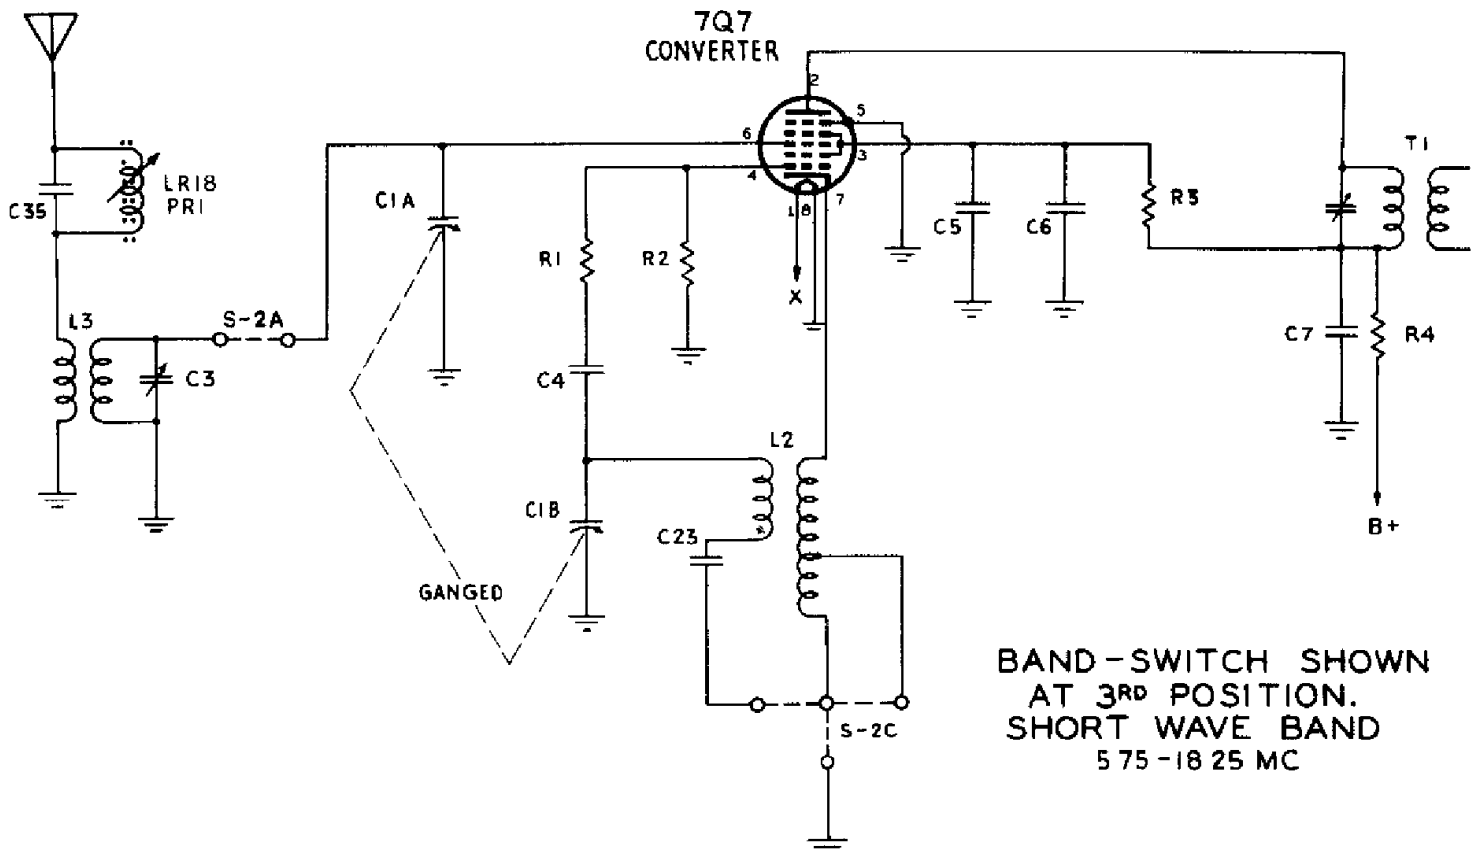 7Q7
CONVERTER
2
5
6
3
4
7
1
8
T1
LR18
PR1
C35
C1A
R1
R2
C5
C6
R3
X
L3
S-2A
C3
C4
C7
R4
L2
C1B
C23
B+
GANGED
S-2C
BAND-SWITCH SHOWN
AT 3RD POSITION.
SHORT WAVE BAND
5 75-18 25 MC